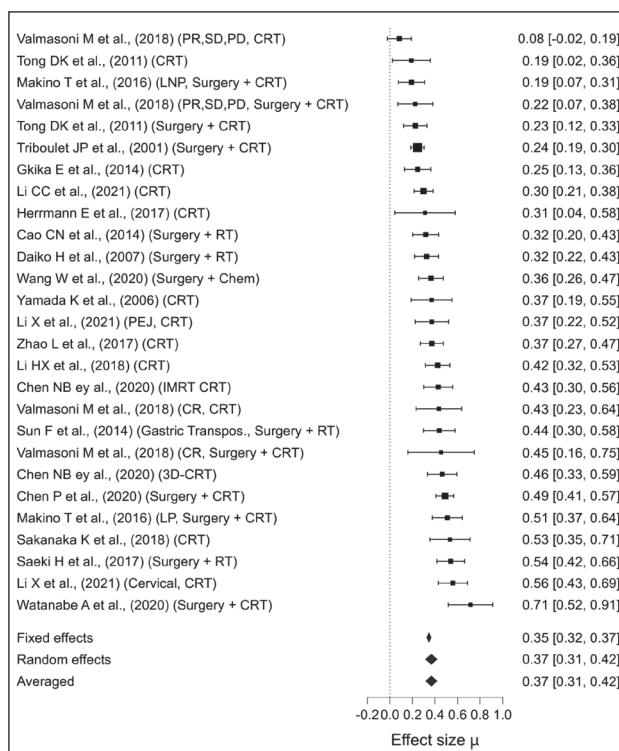 Valmasoni M et al., (2018) (PR,SD,PD, CRT) 0.08 [-0.02, 0.19]
Tong DK et al., (2011) (CRT) 0.19 [0.02, 0.36]
Makino T et al., (2016) (LNP, Surgery + CRT) 0.19 [0.07, 0.31]
Valmasoni M et al., (2018) (PR,SD,PD, Surgery + CRT) 0.22 [0.07, 0.38]
Tong DK et al., (2011) (Surgery + CRT) 0.23 [0.12, 0.33]
Triboulet JP et al., (2001) (Surgery + CRT) 0.24 [0.19, 0.30]
Gkika E et al., (2014) (CRT) 0.25 [0.13, 0.36]
Li CC et al., (2021) (CRT) 0.30 [0.21, 0.38]
Herrmann E et al., (2017) (CRT) 0.31 [0.04, 0.58]
Cao CN et al., (2014) (Surgery + RT) 0.32 [0.20, 0.43]
Daiko H et al., (2007) (Surgery + RT) 0.32 [0.22, 0.43]
Wang W et al., (2020) (Surgery + Chem) 0.36 [0.26, 0.47]
Yamada K et al., (2006) (CRT) 0.37 [0.19, 0.55]
Li X et al., (2021) (PEJ, CRT) 0.37 [0.22, 0.52]
Zhao L et al., (2017) (CRT) 0.37 [0.27, 0.47]
Li HX et al., (2018) (CRT) 0.42 [0.32, 0.53]
Chen NB ey al., (2020) (IMRT CRT) 0.43 [0.30, 0.56]
Valmasoni M et al., (2018) (CR, CRT) 0.43 [0.23, 0.64]
Sun F et al., (2014) (Gastric Transpos., Surgery + RT) 0.44 [0.30, 0.58]
Valmasoni M et al., (2018) (CR, Surgery + CRT) 0.45 [0.16, 0.75]
Chen NB ey al., (2020) (3D-CRT) 0.46 [0.33, 0.59]
Chen P et al., (2020) (Surgery + CRT) 0.49 [0.41, 0.57]
Makino T et al., (2016) (LP, Surgery + CRT) 0.51 [0.37, 0.64]
Sakanaka K et al., (2018) (CRT) 0.53 [0.35, 0.71]
Saeki H et al., (2017) (Surgery + RT) 0.54 [0.42, 0.66]
Li X et al., (2021) (Cervical, CRT) 0.56 [0.43, 0.69]
Watanabe A et al., (2020) (Surgery + CRT) 0.71 [0.52, 0.91]
Fixed effects 0.35 [0.32, 0.37]
Random effects 0.37 [0.31, 0.42]
Averaged 0.37 [0.31, 0.42]
-0.20 0.0 0.2 0.4 0.6 0.8 1.0
Effect size μ